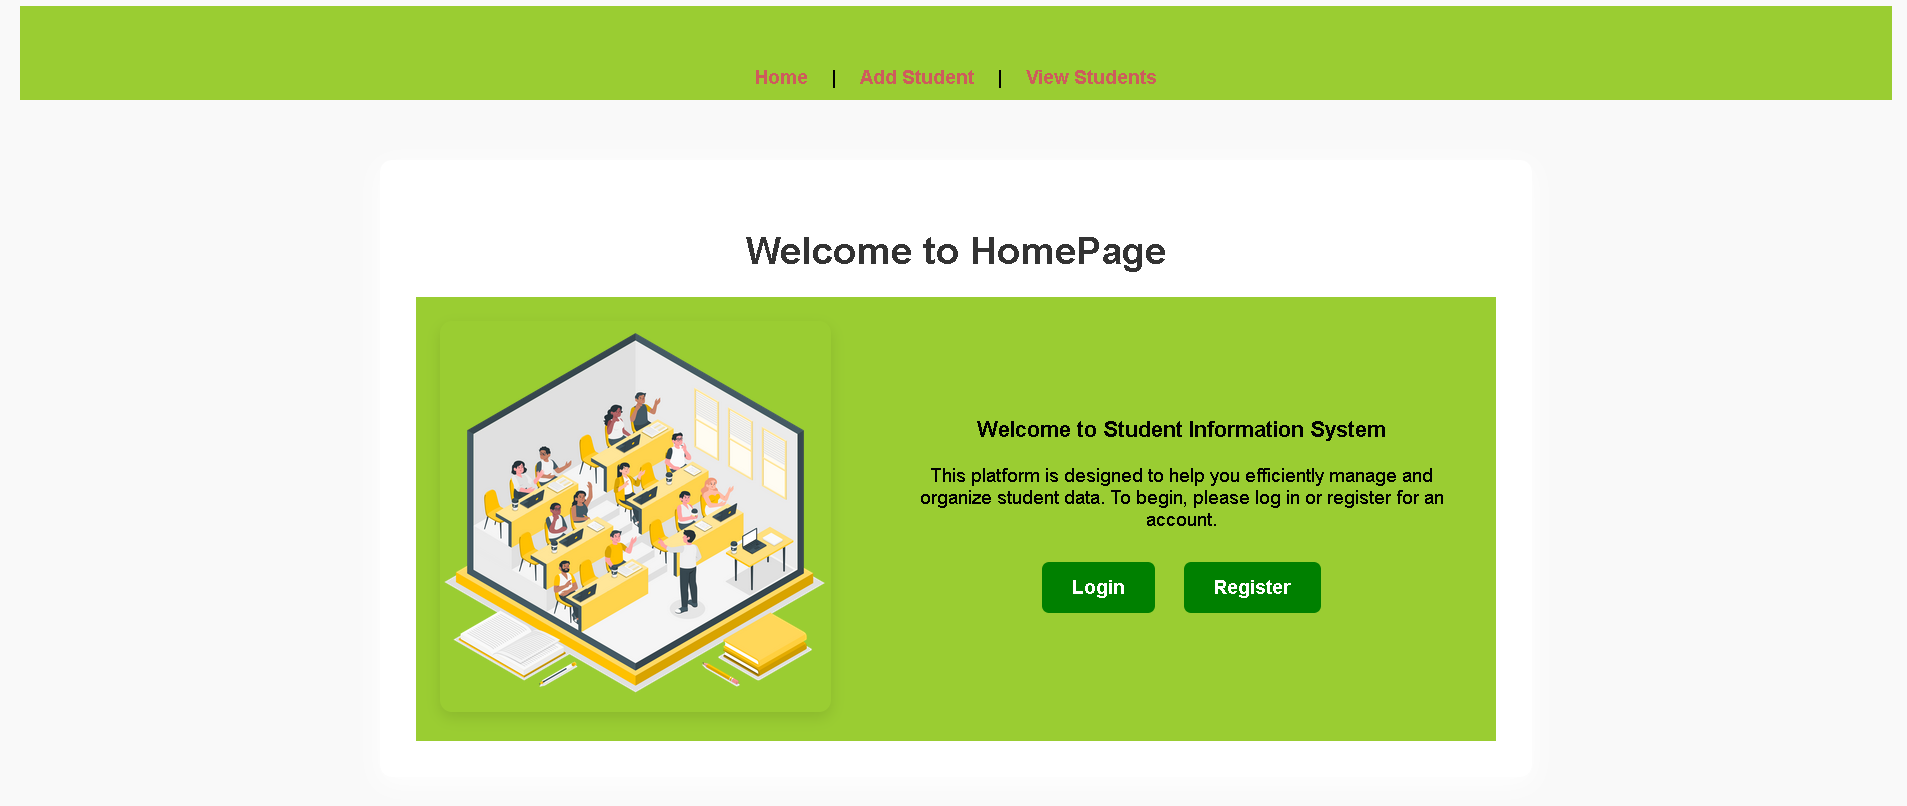 Home | Add Student | View Students
Welcome to HomePage
Welcome to Student Information System
This platform is designed to help you efficiently manage and
organize student data. To begin, please log in or register for an
account.
Login Register